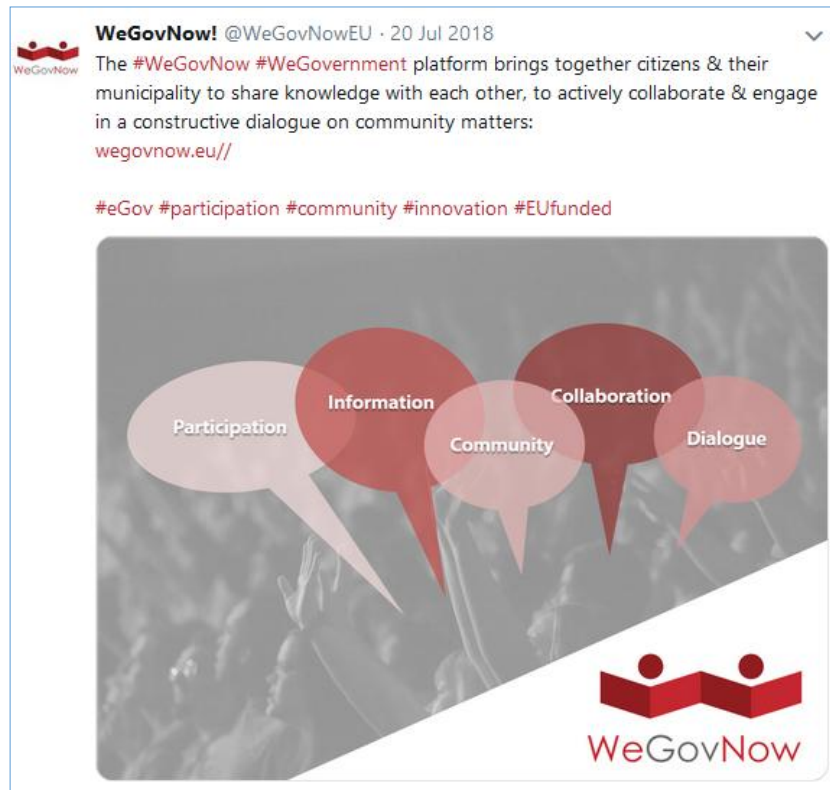 WeGovNow! @WeGovNowEU · 20 Jul 2018
WeGovNow
The #WeGovNow #WeGovernment platform brings together citizens & their
municipality to share knowledge with each other, to actively collaborate & engage
in a constructive dialogue on community matters:
wegovnow.eu//
#eGov #participation #community #innovation #EUfunded
Participation
Information
Community
Collaboration
Dialogue
WeGovNow